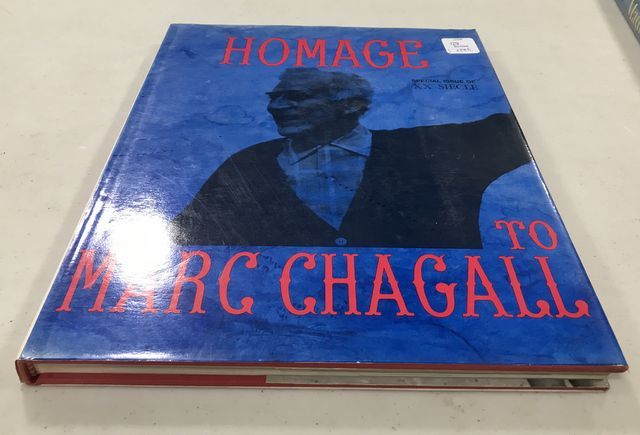 HOMAGE
SPECIAL ISSUE OF
XX SIECLE
TO
MARC CHAGALL